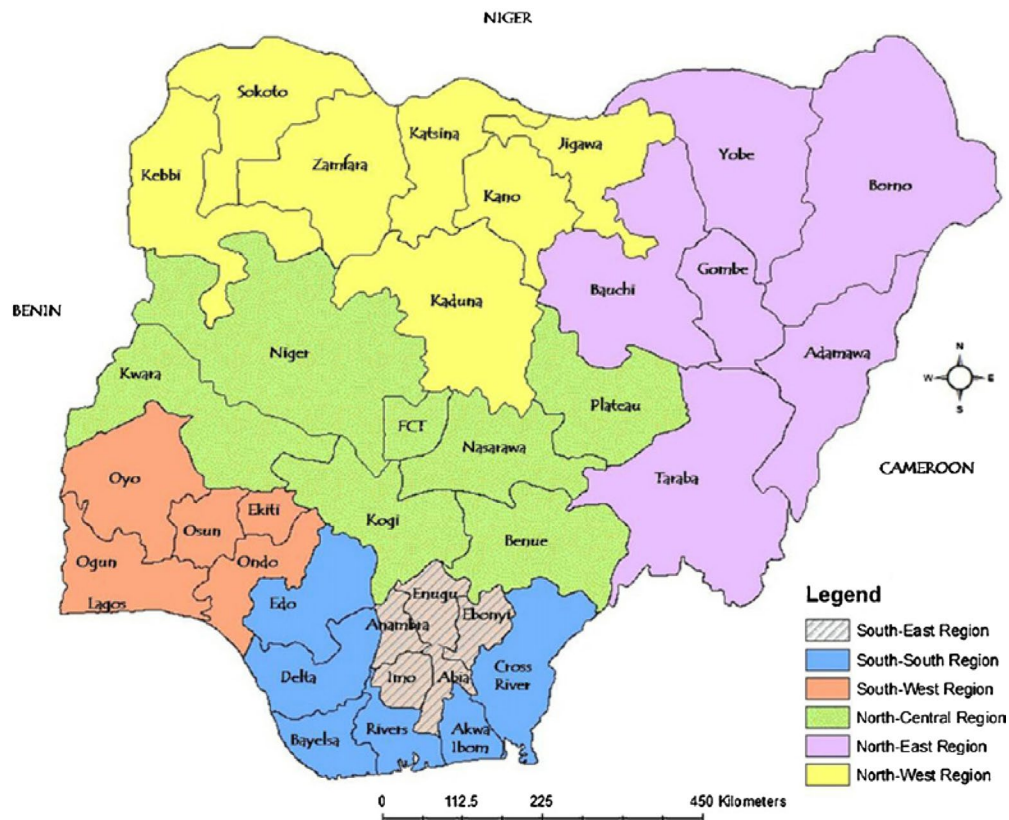 NIGER
Sokoto
Katsina
Jigawa
Yobe
Zamfara
Kebbi
Kano
Borno
Gombe
Bauchi
Kaduna
BENIN
Niger
Adamawa
N
W E
S
Kwara
Plateau
FCT
Nasarawa
CAMEROON
Oyo
Taraba
Ekiti
Osun
Kogi
Benue
Ogun
Ondo
Lagos
Edo
Enugu
Ebonyi
Anambra
Delta
Imo
Abia
Cross
River
Bayelsa
Rivers
Akwa
Ibom
Legend
South-East Region
South-South Region
South-West Region
North-Central Region
North-East Region
North-West Region
0 112.5 225 450 Kilometers